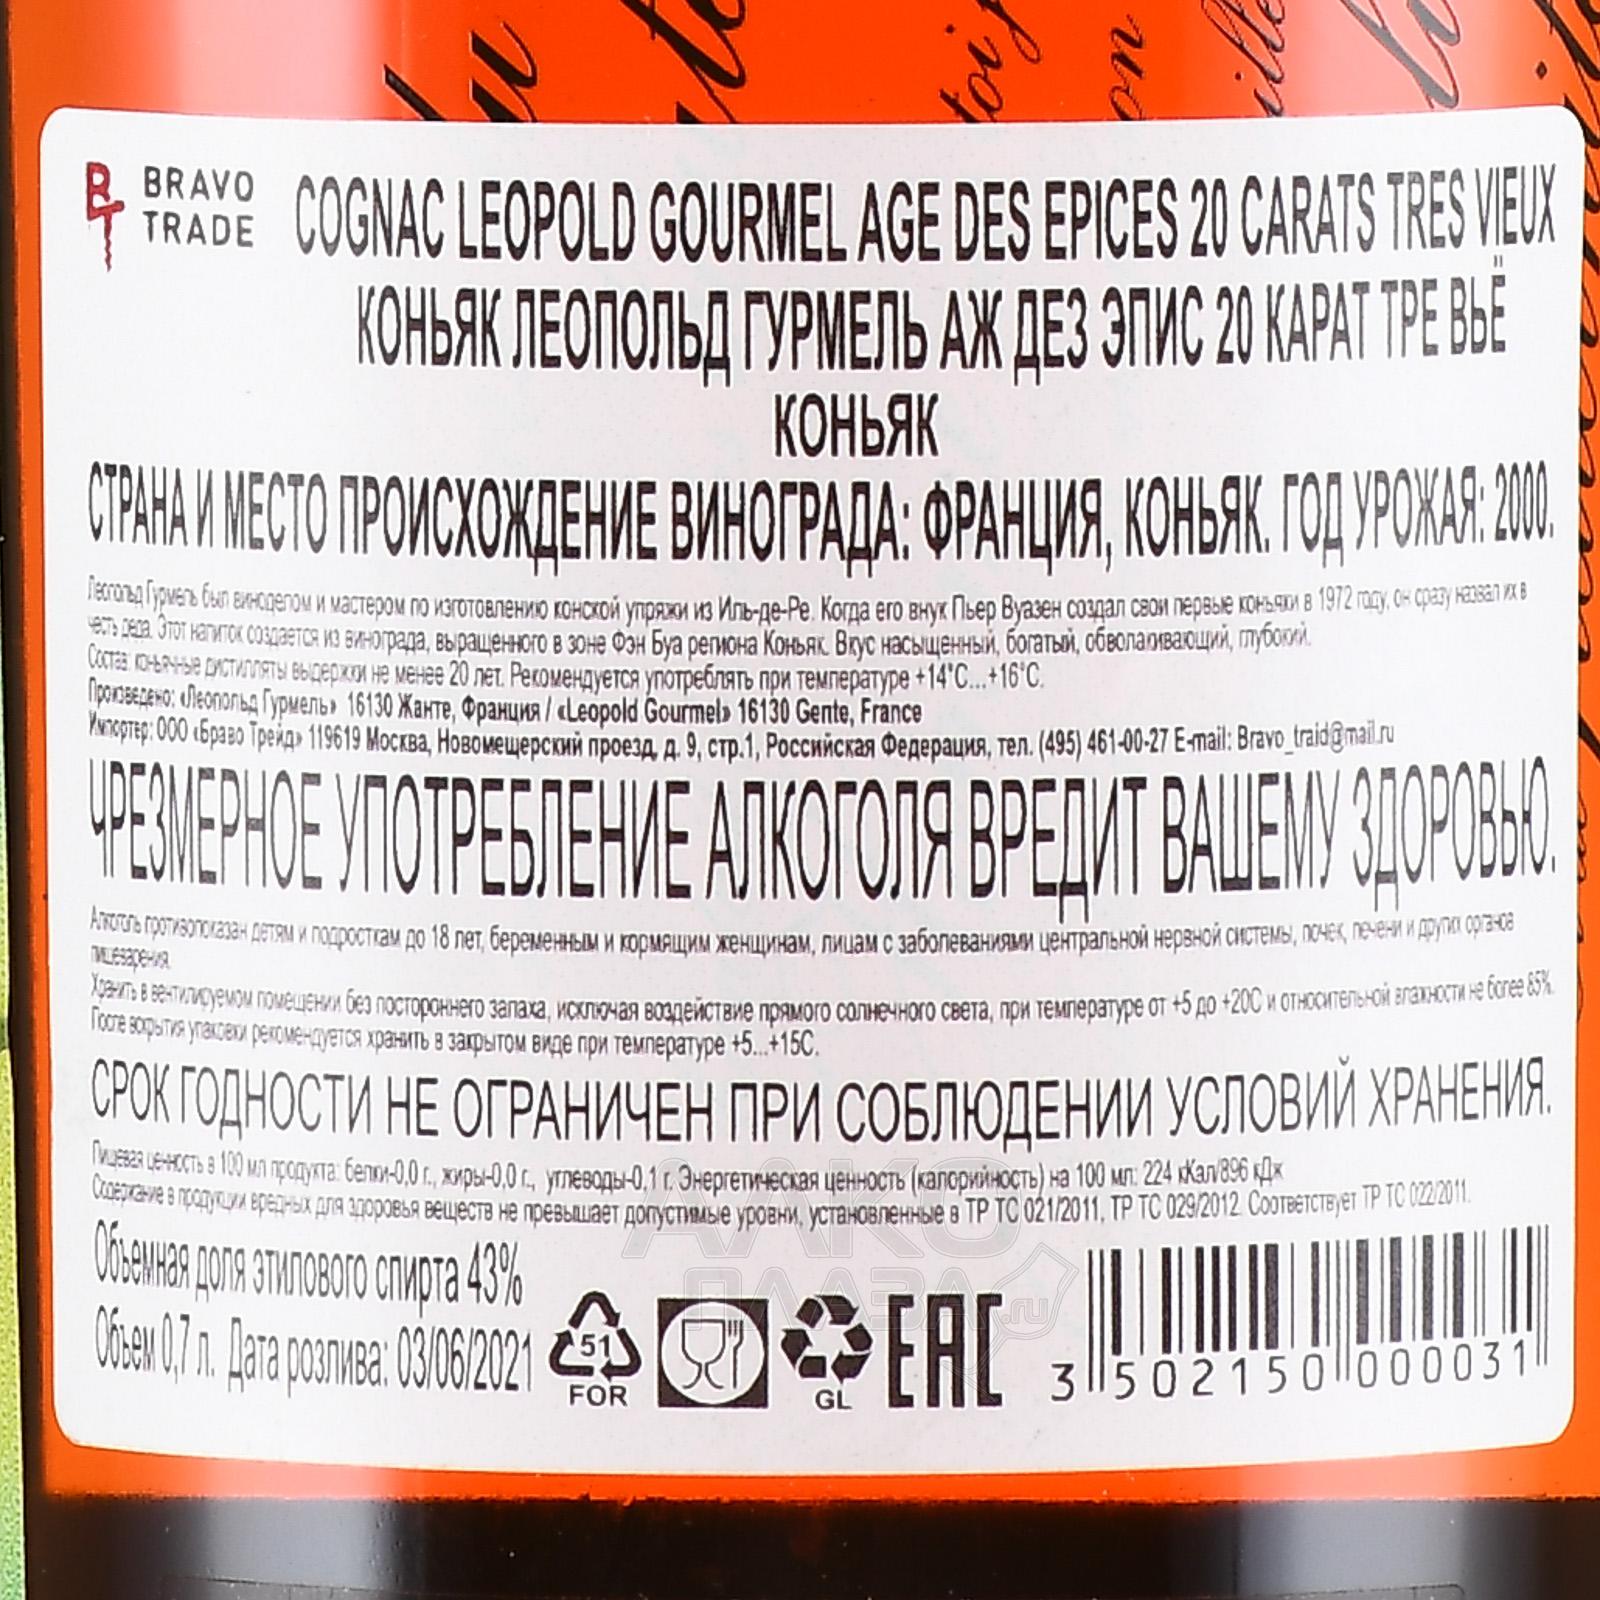 BRAVO
TRADE
COGNAC LEOPOLD GOURMEL AGE DES EPICES 20 CARATS TRES VIEUX
КОНЬЯК ЛЕОПОЛЬД ГУРМЕЛЬ АЖ ДЕЗ ЭПИС 20 КАРАТ ТРЕ ВЬЁ
КОНЬЯК
СТРАНА И МЕСТО ПРОИСХОЖДЕНИЕ ВИНОГРАДА: ФРАНЦИЯ, КОНЬЯК. ГОД УРОЖАЯ: 2000.
Леопольд Гурмель был виноделом и мастером по изготовлению конской упряжи из Иль-де-Ре. Когда его внук Пьер Вуазен создал свои первые коньяки в 1972 году, он сразу назвал их в
честь деда. Этот напиток создается из винограда, выращенного в зоне Фэн Буа региона Коньяк. Вкус насыщенный, богатый, обволакивающий, глубокий.
Состав: коньячные дистилляты выдержки не менее 20 лет. Рекомендуется употреблять при температуре +14°С...+16°С.
Произведено: «Леопольд Гурмель» 16130 Жанте, Франция / «Leopold Gourmel» 16130 Gente, France
Импортер: ООО «Браво Трейд» 119619 Москва, Новомещерский проезд, д. 9, стр.1, Российская Федерация, тел. (495) 461-00-27 E-mail: Bravo_traid@mail.ru
ЧРЕЗМЕРНОЕ УПОТРЕБЛЕНИЕ АЛКОГОЛЯ ВРЕДИТ ВАШЕМУ ЗДОРОВЬЮ.
Алкоголь противопоказан детям и подросткам до 18 лет, беременным и кормящим женщинам, лицам с заболеваниями центральной нервной системы, почек, печени и других органов
пищеварения.
Хранить в вентилируемом помещении без постороннего запаха, исключая воздействие прямого солнечного света, при температуре от +5 до +20С и относительной влажности не более 85%.
После вскрытия упаковки рекомендуется хранить в закрытом виде при температуре +5...+15С.
СРОК ГОДНОСТИ НЕ ОГРАНИЧЕН ПРИ СОБЛЮДЕНИИ УСЛОВИЙ ХРАНЕНИЯ.
Пищевая ценность в 100 мл продукта: белки-0,0 г., жиры-0,0 г., углеводы-0,1 г. Энергетическая ценность (калорийность) на 100 мл: 224 кКал/896 кДж
Содержание в продукции вредных для здоровья веществ не превышает допустимые уровни, установленные в ТР ТС 021/2011, ТР ТС 029/2012. Соответствует ТР ТС 022/2011.
Объемная доля этилового спирта 43%
Объем 0,7 л. Дата розлива: 03/06/2021
51
FOR
GL
EAC
3 502150 000031
АЛКО
ПЛАЗА.ru